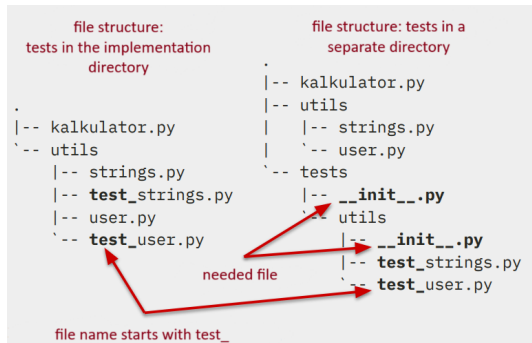 file structure:
tests in the implementation
directory
.
|-- kalkulator.py
`-- utils
    |-- strings.py
    |-- test_strings.py
    |-- user.py
    `-- test_user.py
file structure: tests in a
separate directory
.
|-- kalkulator.py
|-- utils
|   |-- strings.py
|   `-- user.py
`-- tests
    |-- __init__.py
    `-- utils
        |-- __init__.py
        |-- test_strings.py
        `-- test_user.py
needed file
file name starts with test_